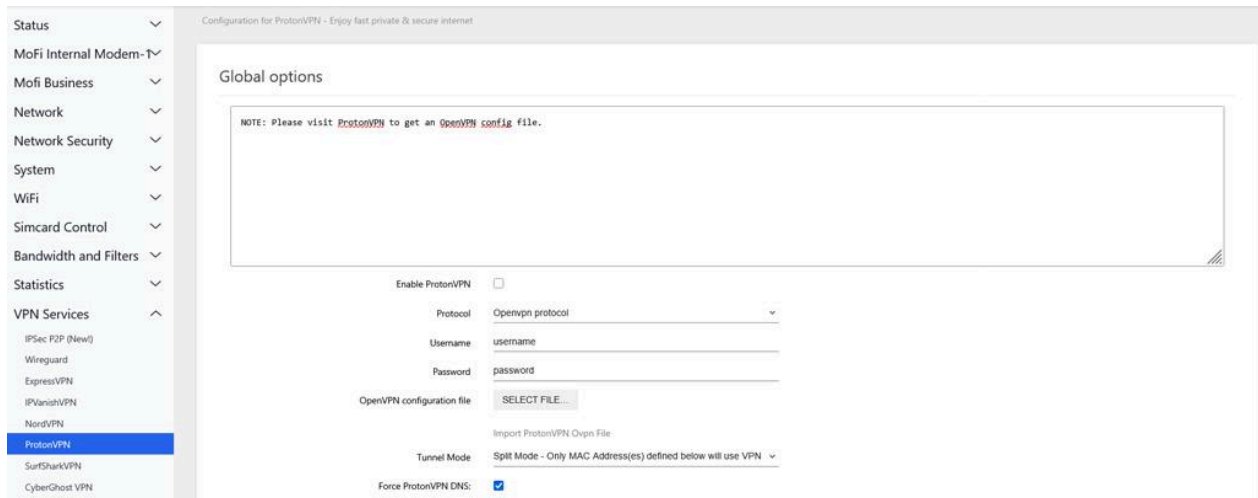 Status
MoFi Internal Modem-1
Mofi Business
Network
Network Security
System
WiFi
Simcard Control
Bandwidth and Filters
Statistics
VPN Services
IPSec P2P (New!)
Wireguard
ExpressVPN
IPVanishVPN
NordVPN
ProtonVPN
SurfSharkVPN
CyberGhost VPN
Configuration for ProtonVPN - Enjoy fast private & secure internet
Global options
NOTE: Please visit ProtonVPN to get an OpenVPN config file.
Enable ProtonVPN
Protocol Openvpn protocol
Username username
Password password
OpenVPN configuration file SELECT FILE...
Import ProtonVPN Ovpn File
Tunnel Mode Split Mode - Only MAC Address(es) defined below will use VPN
Force ProtonVPN DNS: